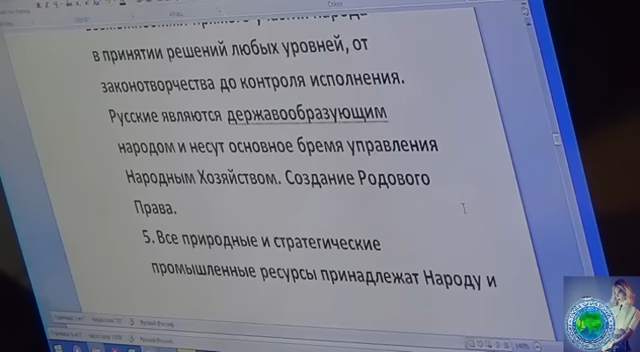 в принятии решений любых уровней, от
законотворчества до контроля исполнения.
Русские являются державообразующим
народом и несут основное бремя управления
Народным Хозяйством. Создание Родового
Права.
5. Все природные и стратегические
промышленные ресурсы принадлежат Народу и